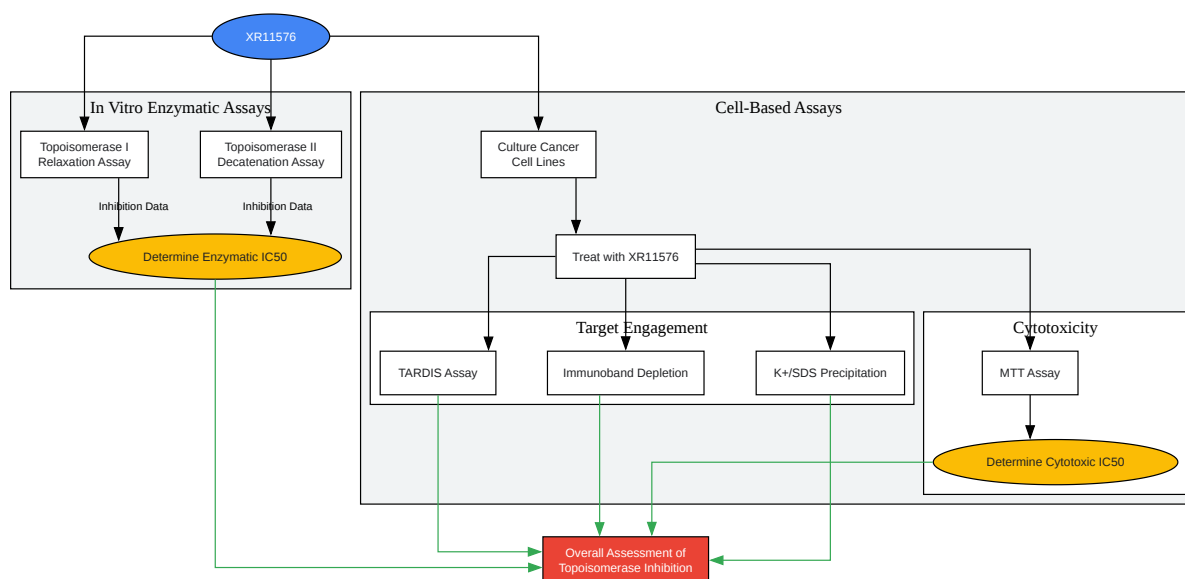 XR11576
In Vitro Enzymatic Assays
Cell-Based Assays
Topoisomerase I
Relaxation Assay
Topoisomerase II
Decatenation Assay
Culture Cancer
Cell Lines
Inhibition Data
Inhibition Data
Determine Enzymatic IC50
Treat with XR11576
Target Engagement
Cytotoxicity
TARDIS Assay
Immunoband Depletion
K+/SDS Precipitation
MTT Assay
Determine Cytotoxic IC50
Overall Assessment of
Topoisomerase Inhibition